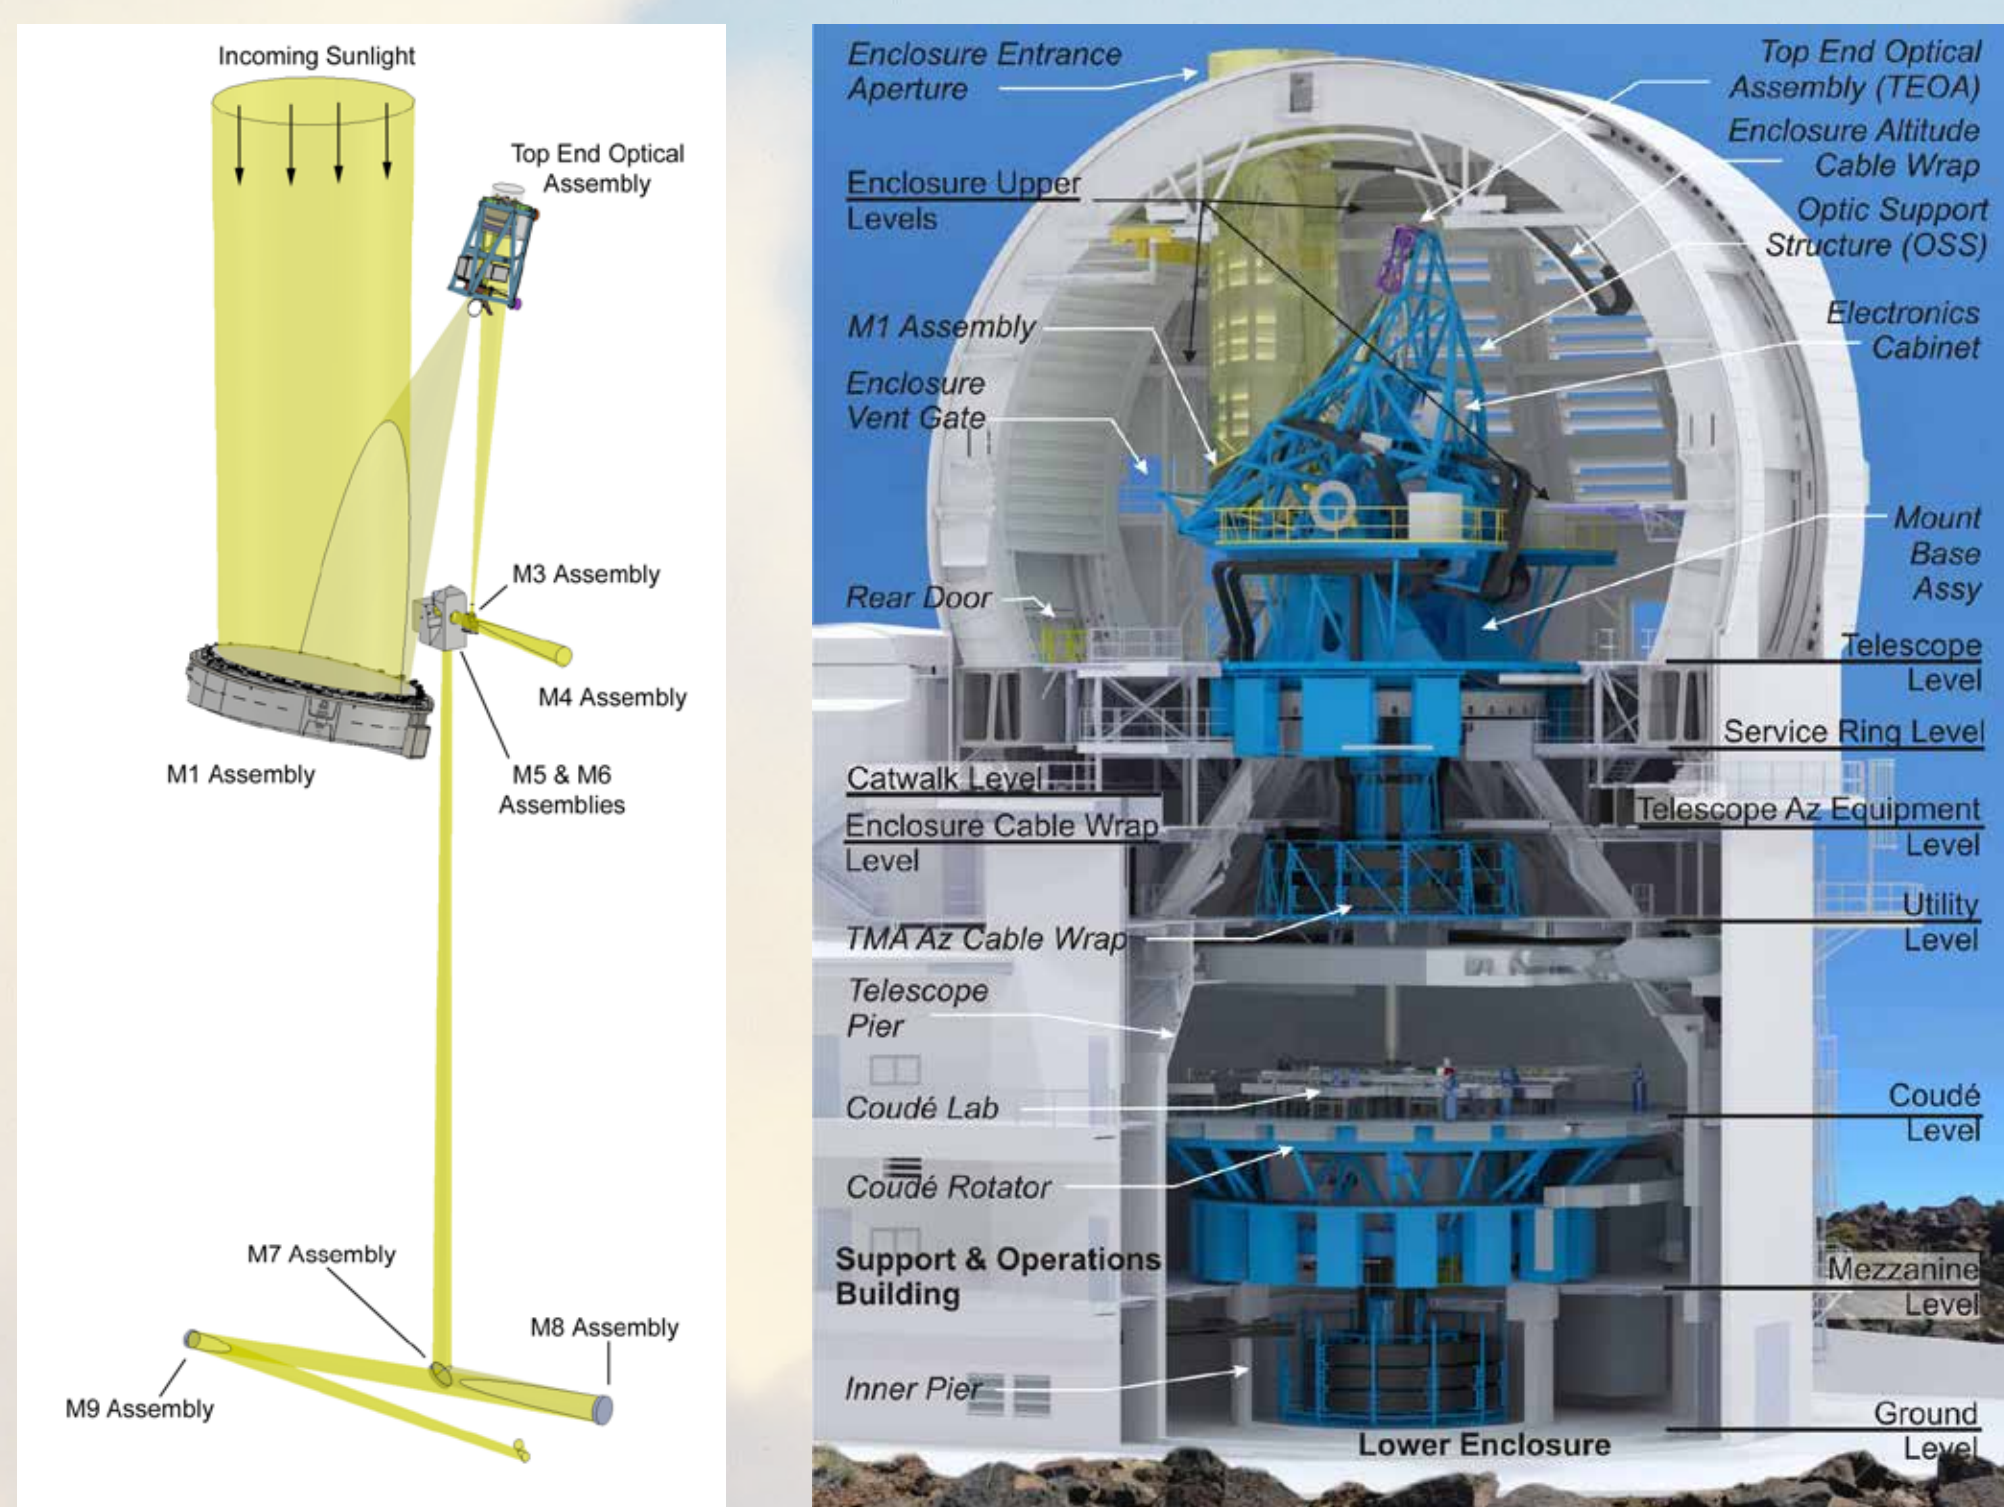 Incoming Sunlight
Top End Optical
Assembly
M3 Assembly
M4 Assembly
M1 Assembly
M5 & M6
Assemblies
M7 Assembly
M8 Assembly
M9 Assembly
Enclosure Entrance
Aperture
Enclosure Upper
Levels
M1 Assembly
Enclosure
Vent Gate
Rear Door
Catwalk Level
Enclosure Cable Wrap
Level
TMA Az Cable Wrap
Telescope
Pier
Coudé Lab
Coudé Rotator
Support & Operations
Building
Inner Pier
Top End Optical
Assembly (TEOA)
Enclosure Altitude
Cable Wrap
Optic Support
Structure (OSS)
Electronics
Cabinet
Mount
Base
Assy
Telescope
Level
Service Ring Level
Telescope Az Equipment
Level
Utility
Level
Coudé
Level
Mezzanine
Level
Ground
Level
Lower Enclosure